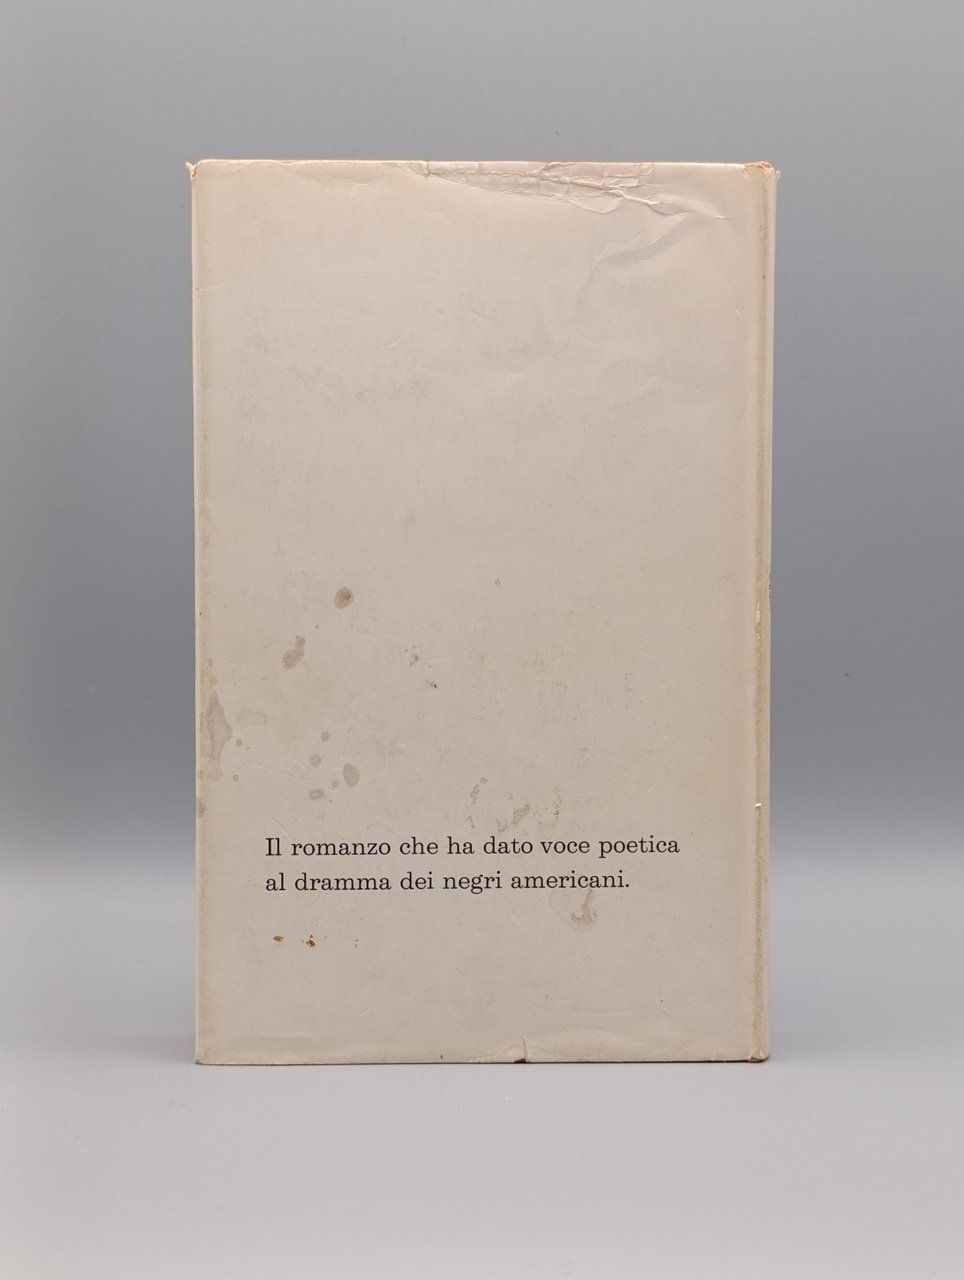 Il romanzo che ha dato voce poetica
al dramma dei negri americani.